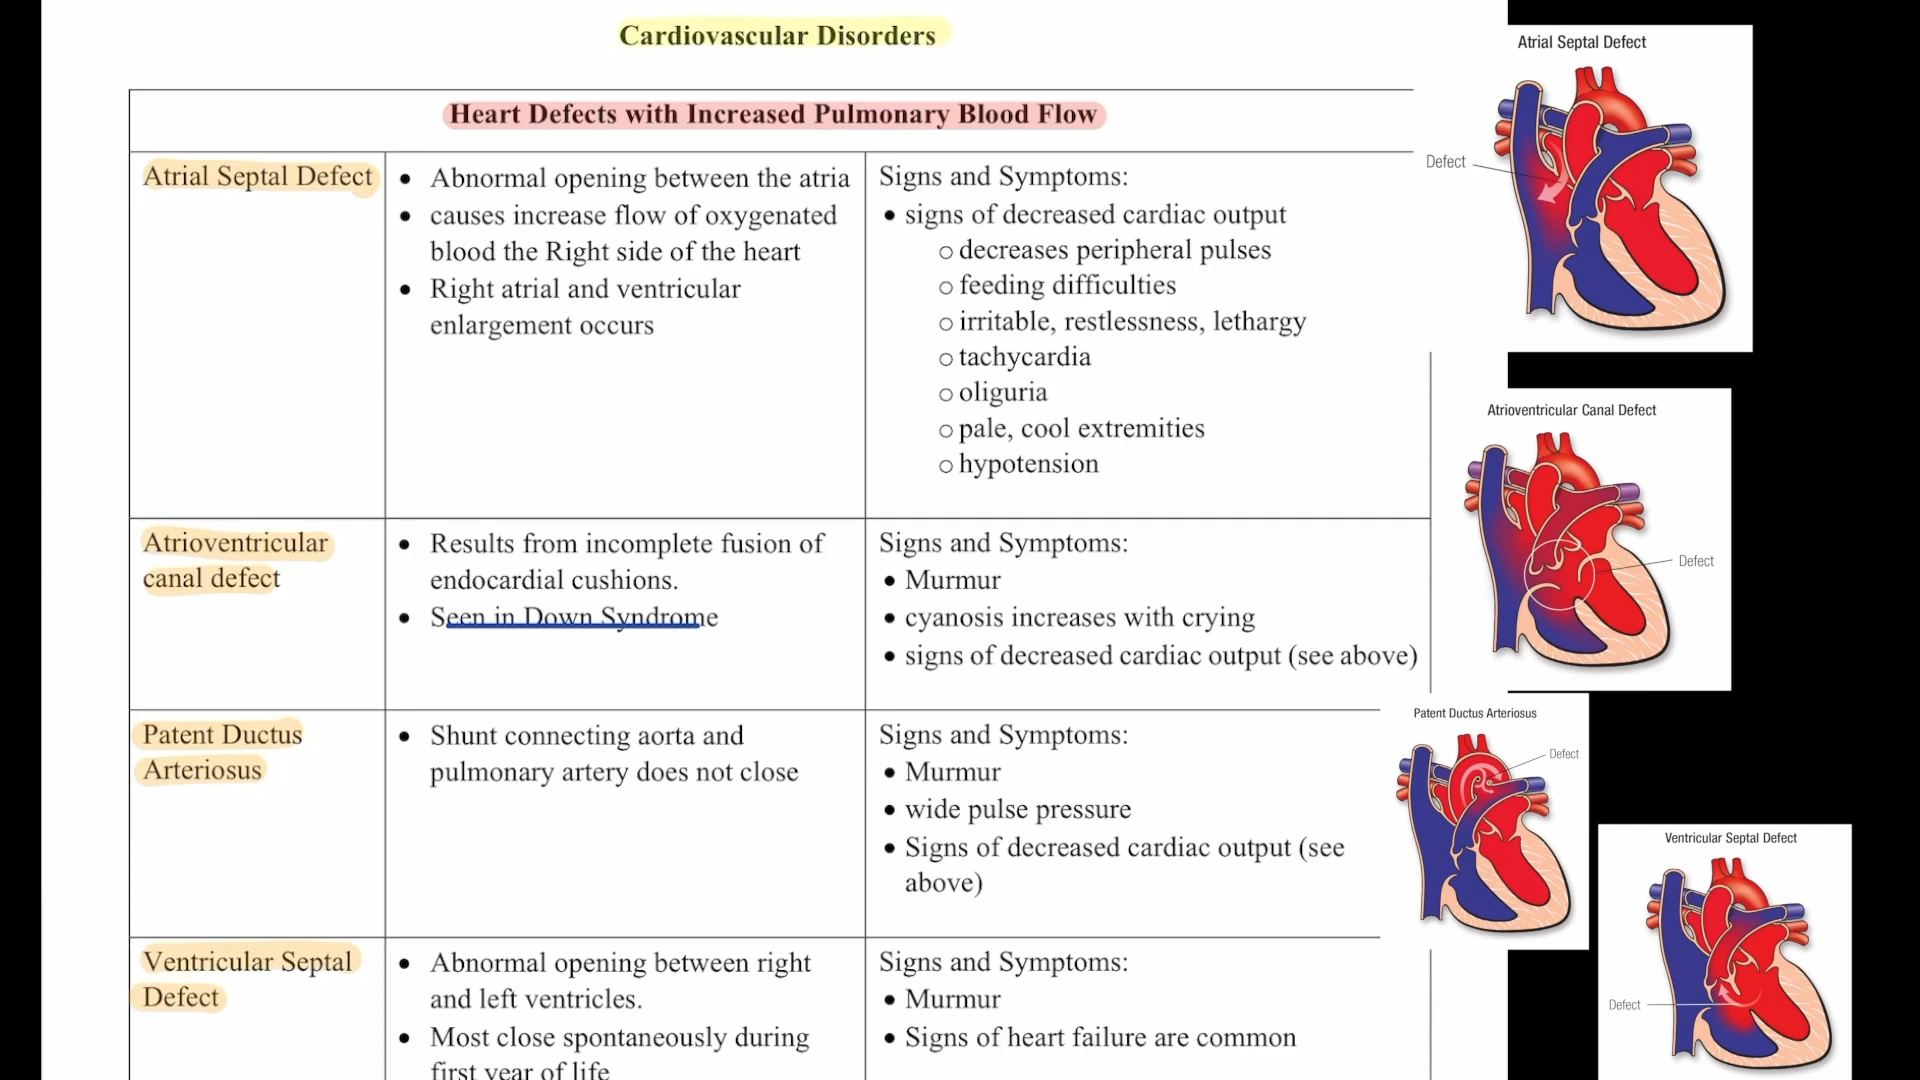 Cardiovascular Disorders
Heart Defects with Increased Pulmonary Blood Flow
Atrial Septal Defect
• Abnormal opening between the atria
• causes increase flow of oxygenated
blood the Right side of the heart
• Right atrial and ventricular
enlargement occurs
Signs and Symptoms:
• signs of decreased cardiac output
o decreases peripheral pulses
o feeding difficulties
o irritable, restlessness, lethargy
o tachycardia
o oliguria
o pale, cool extremities
o hypotension
Atrioventricular
canal defect
• Results from incomplete fusion of
endocardial cushions.
• Seen in Down Syndrome
Signs and Symptoms:
• Murmur
• cyanosis increases with crying
• signs of decreased cardiac output (see above)
Patent Ductus
Arteriosus
• Shunt connecting aorta and
pulmonary artery does not close
Signs and Symptoms:
• Murmur
• wide pulse pressure
• Signs of decreased cardiac output (see
above)
Ventricular Septal
Defect
• Abnormal opening between right
and left ventricles.
• Most close spontaneously during
first year of life
Signs and Symptoms:
• Murmur
• Signs of heart failure are common
Atrial Septal Defect
Defect
Atrioventricular Canal Defect
Defect
Patent Ductus Arteriosus
Defect
Ventricular Septal Defect
Defect